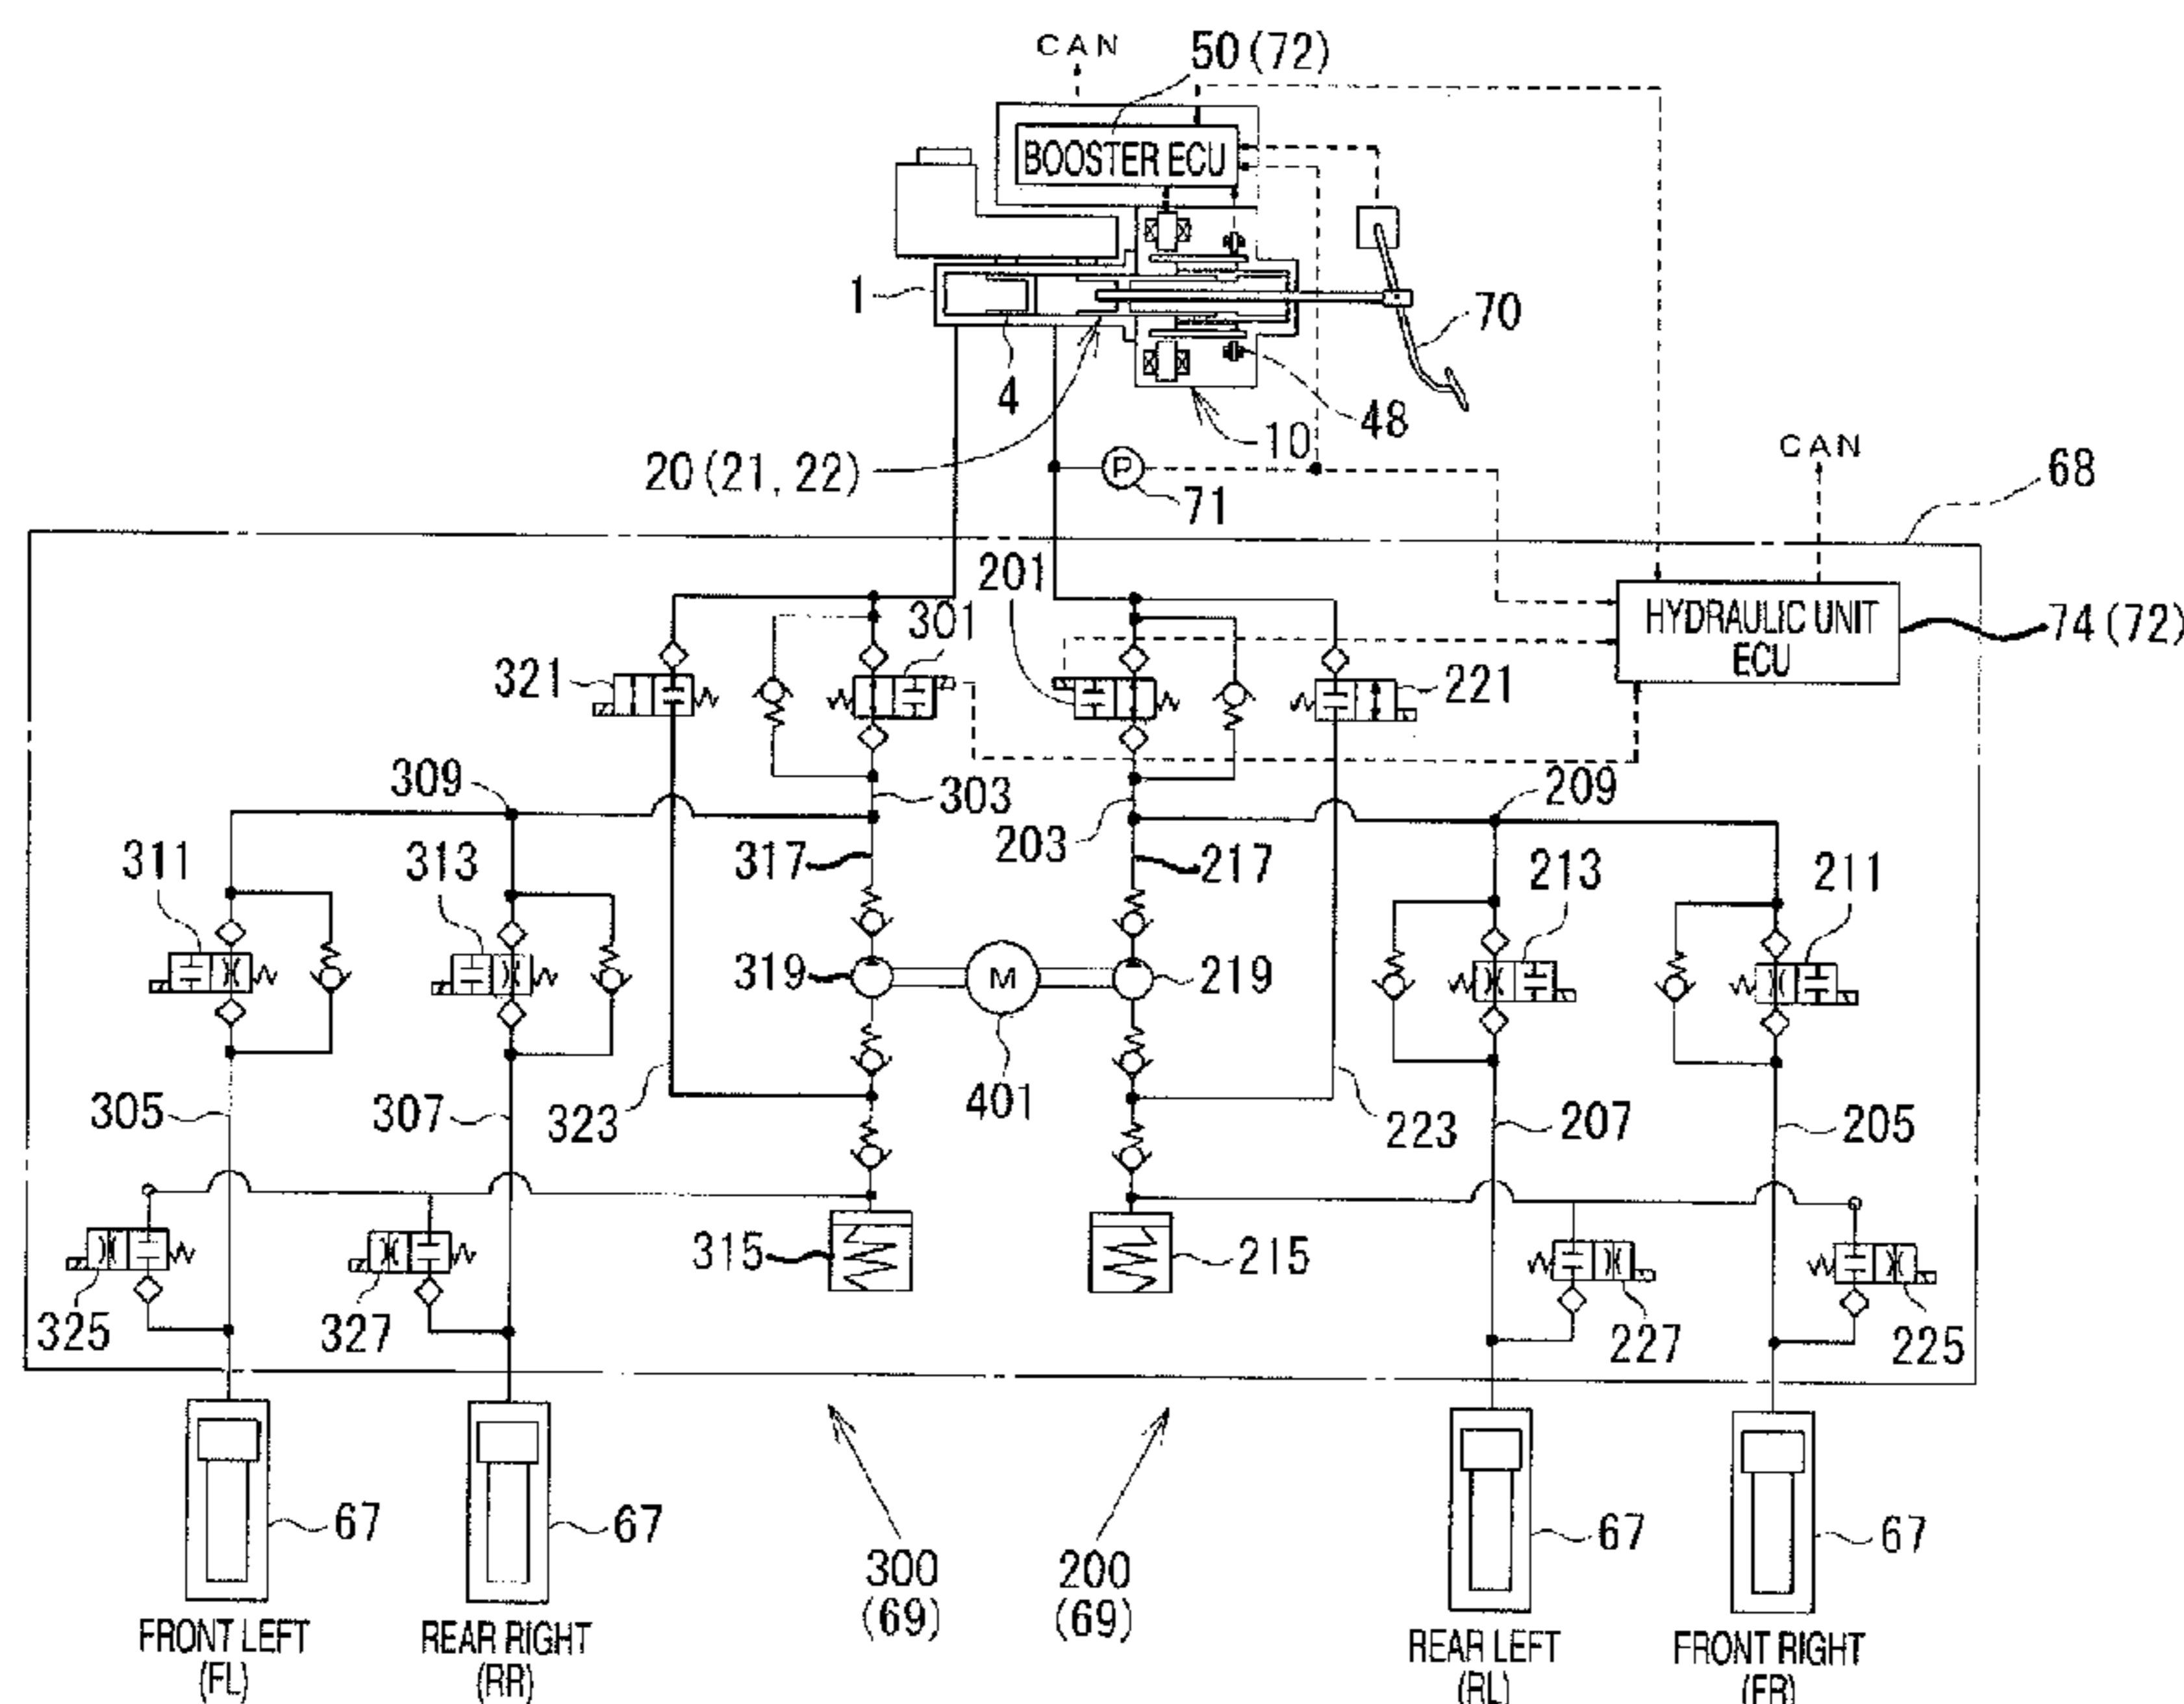 CAN
50 (72)
BOOSTER ECU
1
4
70
48
10
20 (21, 22)
P
71
CAN
68
201
301
HYDRAULIC UNIT
ECU
74 (72)
321
221
309
303
203
209
311
313
317
217
213
211
319
M
219
401
305
307
323
223
207
205
315
215
325
327
227
225
67
67
67
67
300
(69)
200
(69)
FRONT LEFT
(FL)
REAR RIGHT
(RR)
REAR LEFT
(RL)
FRONT RIGHT
(FR)